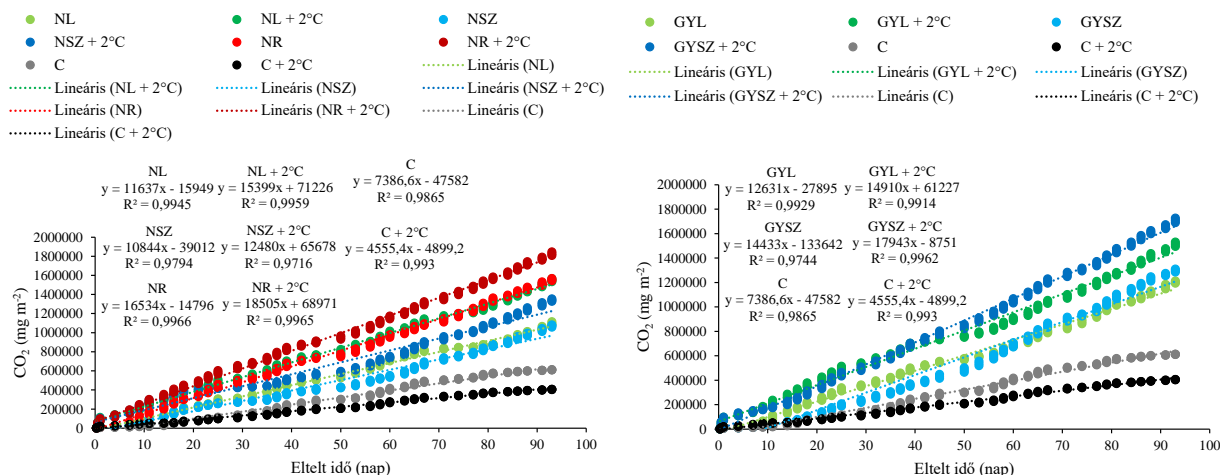 NL NL + 2°C NSZ
NSZ + 2°C NR NR + 2°C
C C + 2°C Lineáris (NL)
Lineáris (NL + 2°C) Lineáris (NSZ) Lineáris (NSZ + 2°C)
Lineáris (NR) Lineáris (NR + 2°C) Lineáris (C)
Lineáris (C + 2°C)
NL NL + 2°C C
y = 11637x - 15949 y = 15399x + 71226 y = 7386,6x - 47582
R² = 0,9945 R² = 0,9959 R² = 0,9865
NSZ NSZ + 2°C C + 2°C
y = 10844x - 39012 y = 12480x + 65678 y = 4555,4x - 4899,2
R² = 0,9794 R² = 0,9716 R² = 0,993
NR NR + 2°C
y = 16534x - 14796 y = 18505x + 68971
R² = 0,9966 R² = 0,9965
CO₂ (mg m⁻²)
2000000
1800000
1600000
1400000
1200000
1000000
800000
600000
400000
200000
0
0 10 20 30 40 50 60 70 80 90 100
Eltelt idő (nap)
GYL GYL + 2°C GYSZ
GYSZ + 2°C C C + 2°C
Lineáris (GYL) Lineáris (GYL + 2°C) Lineáris (GYSZ)
Lineáris (GYSZ + 2°C) Lineáris (C) Lineáris (C + 2°C)
GYL GYL + 2°C
y = 12631x - 27895 y = 14910x + 61227
R² = 0,9929 R² = 0,9914
GYSZ GYSZ + 2°C
y = 14433x - 133642 y = 17943x - 8751
R² = 0,9744 R² = 0,9962
C C + 2°C
y = 7386,6x - 47582 y = 4555,4x - 4899,2
R² = 0,9865 R² = 0,993
CO₂ (mg m⁻²)
2000000
1800000
1600000
1400000
1200000
1000000
800000
600000
400000
200000
0
0 10 20 30 40 50 60 70 80 90 100
Eltelt idő (nap)